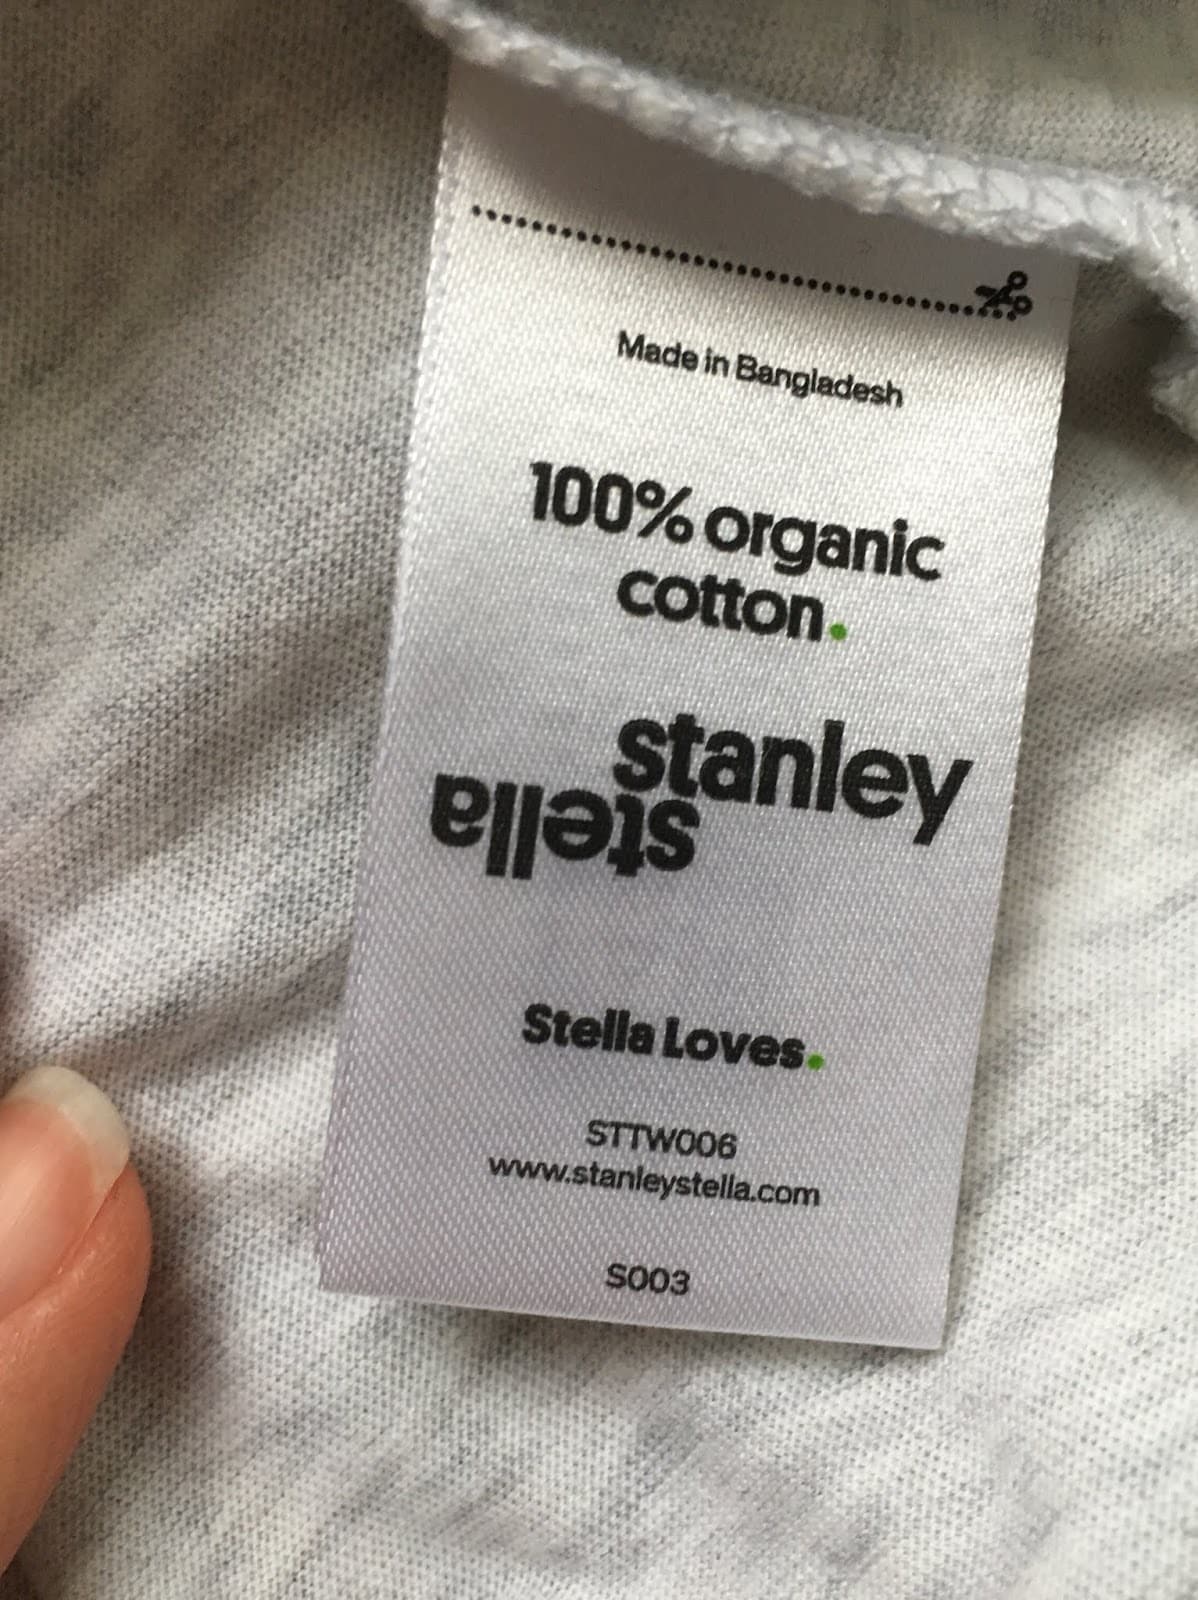 Made in Bangladesh
100% organic
cotton.
stanley
stella
Stella Loves.
STTW006
www.stanleystella.com
S003